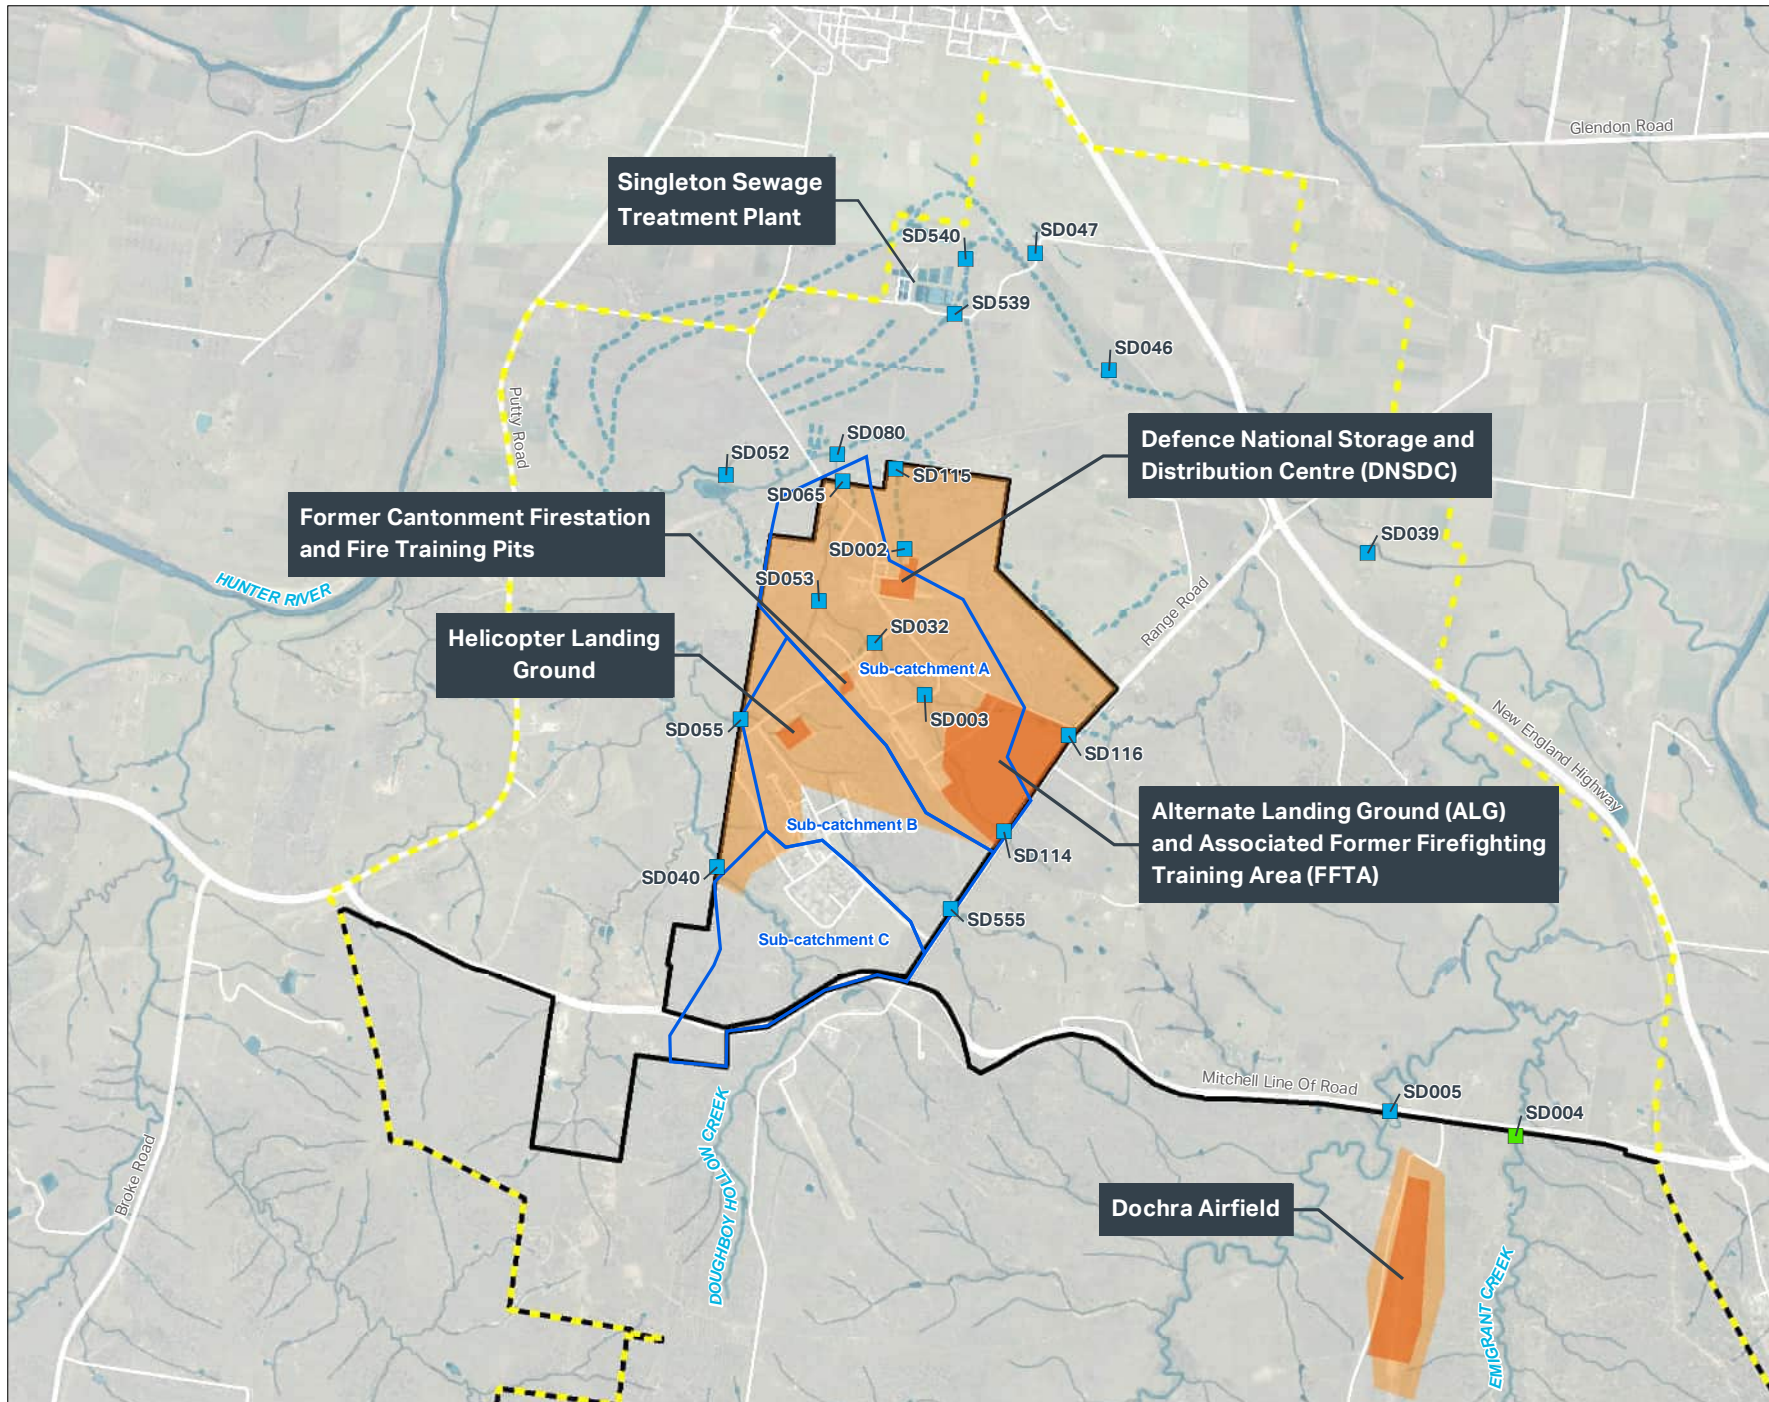 Glendon Road
Singleton Sewage
Treatment Plant
SD540
SD047
SD539
SD046
Putty Road
SD080
SD052
SD115
SD065
Defence National Storage and
Distribution Centre (DNSDC)
Former Cantonment Firestation
and Fire Training Pits
SD002
SD039
HUNTER RIVER
SD053
Range Road
Helicopter Landing
Ground
SD032
Sub-catchment A
SD003
SD055
SD116
New England Highway
Alternate Landing Ground (ALG)
and Associated Former Firefighting
Training Area (FFTA)
Sub-catchment B
SD114
SD040
SD555
Sub-catchment C
Mitchell Line Of Road
SD005
SD004
Broke Road
DOUGHBOY HOLLOW CREEK
Dochra Airfield
EMIGRANT CREEK